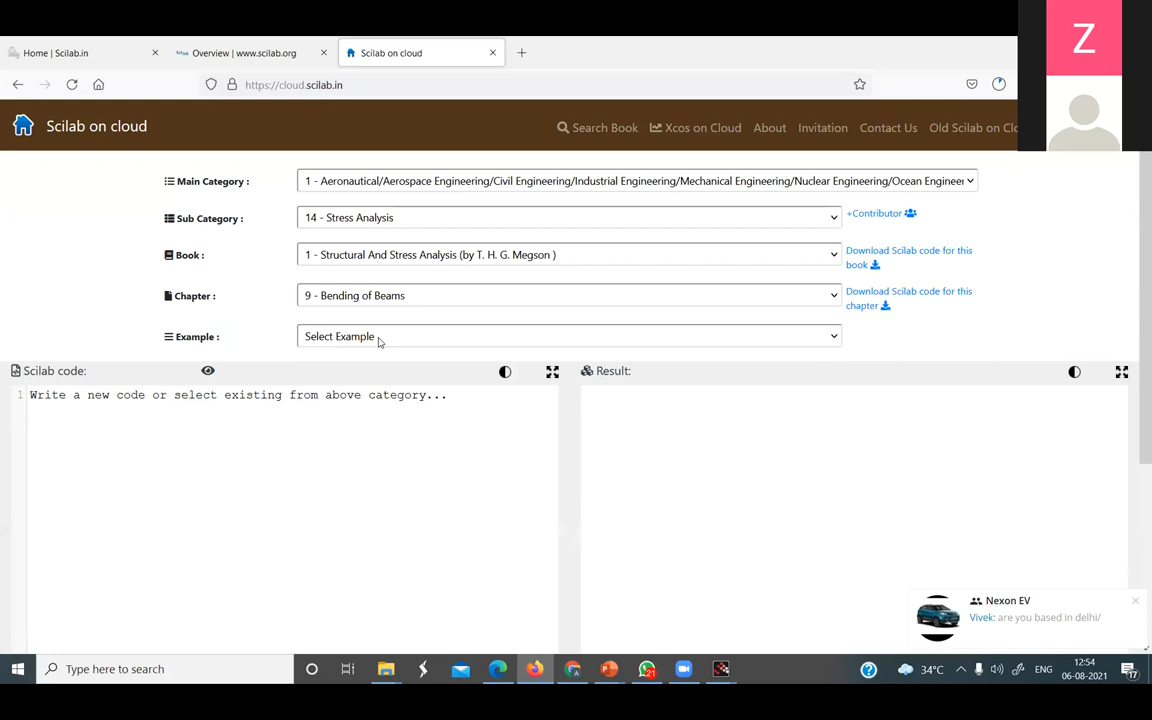 Home | Scilab.in
Overview | www.scilab.org
Scilab on cloud
https://cloud.scilab.in
Z
Scilab on cloud
Search Book
Xcos on Cloud
About
Invitation
Contact Us
Old Scilab on Clo
Main Category :
1 - Aeronautical/Aerospace Engineering/Civil Engineering/Industrial Engineering/Mechanical Engineering/Nuclear Engineering/Ocean Engineer
Sub Category :
14 - Stress Analysis
+Contributor
Book :
1 - Structural And Stress Analysis (by T. H. G. Megson )
Download Scilab code for this
book
Chapter :
9 - Bending of Beams
Download Scilab code for this
chapter
Example :
Select Example
Scilab code:
Result:
1 Write a new code or select existing from above category...
Nexon EV
Vivek: are you based in delhi/
Type here to search
21
34°C
ENG
12:54
06-08-2021
17